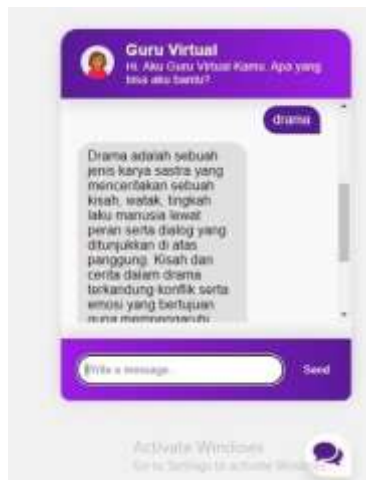 Guru Virtual
Hi. Aku Guru Virtual Kamu. Apa yang
bisa aku bantu?
drama
Drama adalah sebuah
jenis karya sastra yang
menceritakan sebuah
kisah, watak, tingkah
laku manusia lewat
peran serta dialog yang
ditunjukkan di atas
panggung. Kisah dan
cerita dalam drama
terkandung konflik serta
emosi yang bertujuan
guna mempengaruhi
Write a message...
Send
Activate Windows
Go to Settings to activate